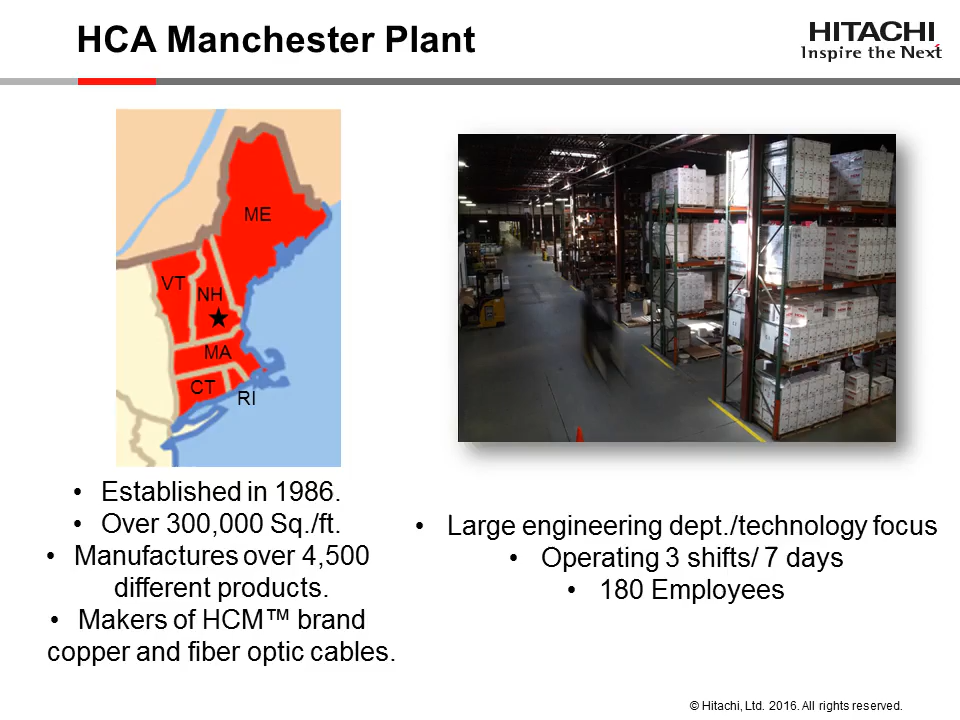 HCA Manchester Plant
HITACHI
Inspire the Next
ME
VT
NH
MA
CT
RI
• Established in 1986.
• Over 300,000 Sq./ft.
• Manufactures over 4,500
different products.
• Makers of HCM™ brand
copper and fiber optic cables.
• Large engineering dept./technology focus
• Operating 3 shifts/ 7 days
• 180 Employees
© Hitachi, Ltd. 2016. All rights reserved.